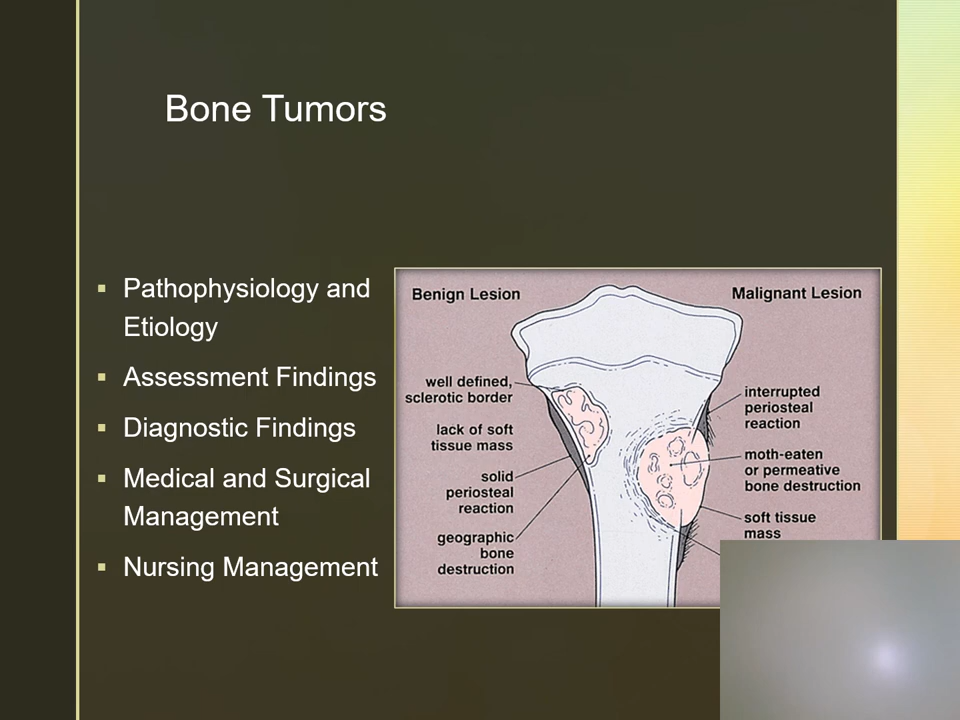 Bone Tumors
▪ Pathophysiology and
Etiology
▪ Assessment Findings
▪ Diagnostic Findings
▪ Medical and Surgical
Management
▪ Nursing Management
Benign Lesion
well defined,
sclerotic border
lack of soft
tissue mass
solid
periosteal
reaction
geographic
bone
destruction
Malignant Lesion
interrupted
periosteal
reaction
moth-eaten
or permeative
bone destruction
soft tissue
mass